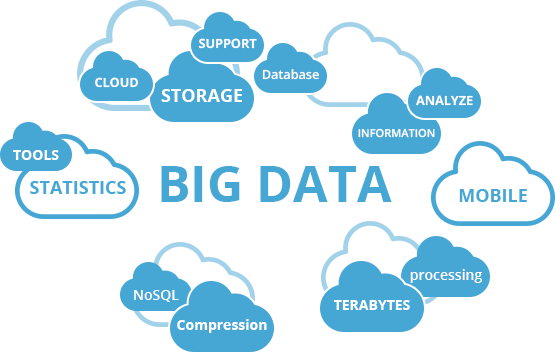 SUPPORT
CLOUD
STORAGE
Database
ANALYZE
INFORMATION
TOOLS
STATISTICS
BIG DATA
MOBILE
NoSQL
Compression
processing
TERABYTES